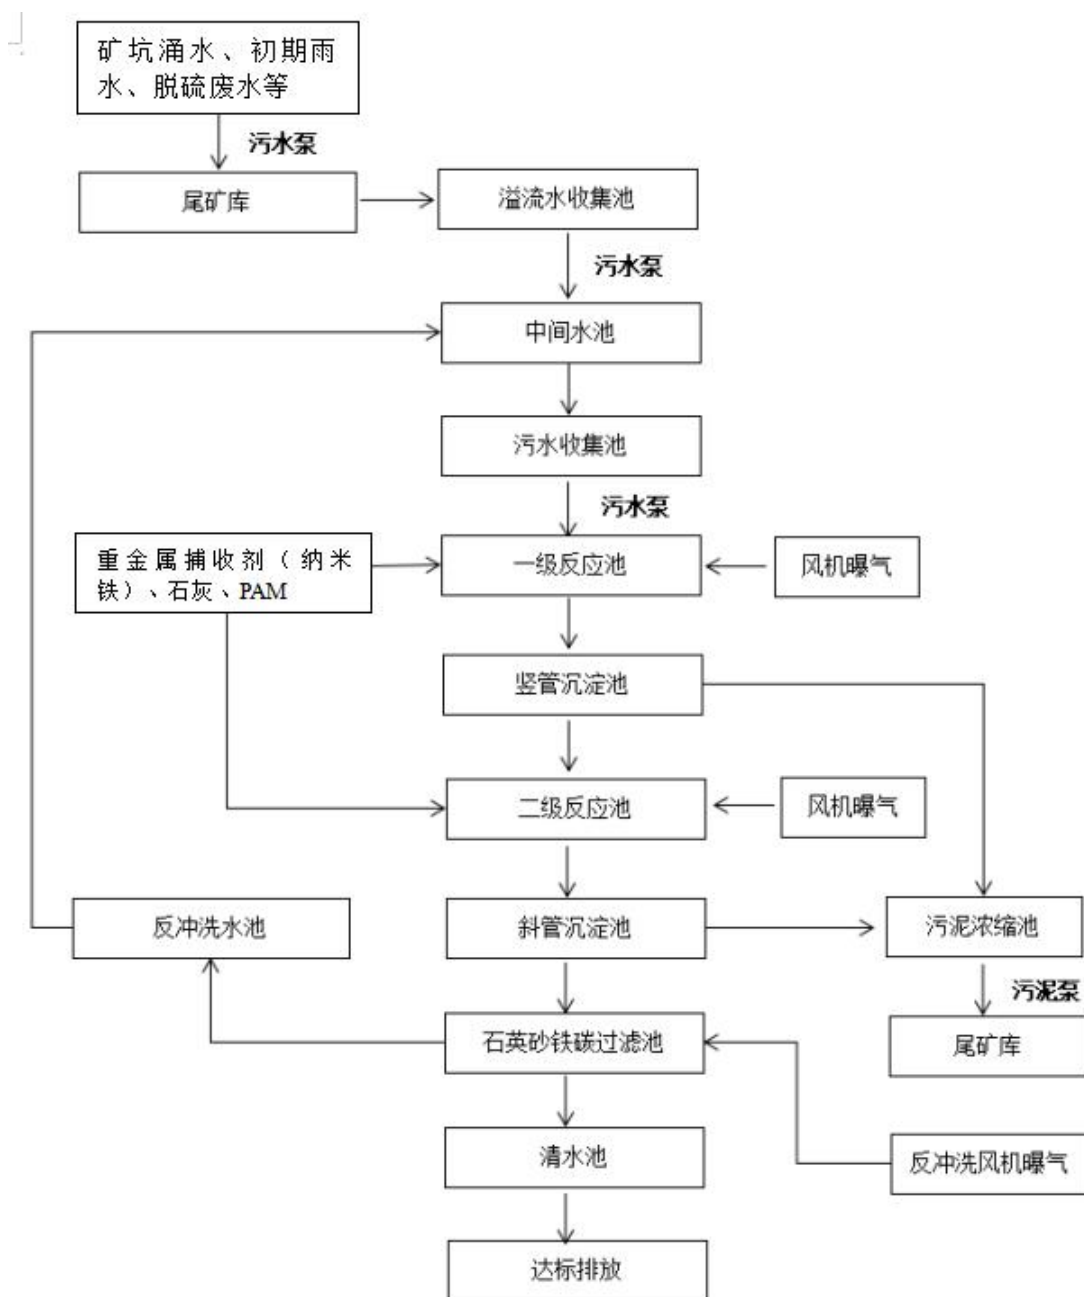 矿坑涌水、初期雨
水、脱硫废水等
污水泵
尾矿库
溢流水收集池
污水泵
中间水池
污水收集池
污水泵
重金属捕收剂（纳米
铁）、石灰、PAM
一级反应池
风机曝气
竖管沉淀池
二级反应池
风机曝气
反冲洗水池
斜管沉淀池
污泥浓缩池
污泥泵
石英砂铁碳过滤池
尾矿库
清水池
反冲洗风机曝气
达标排放